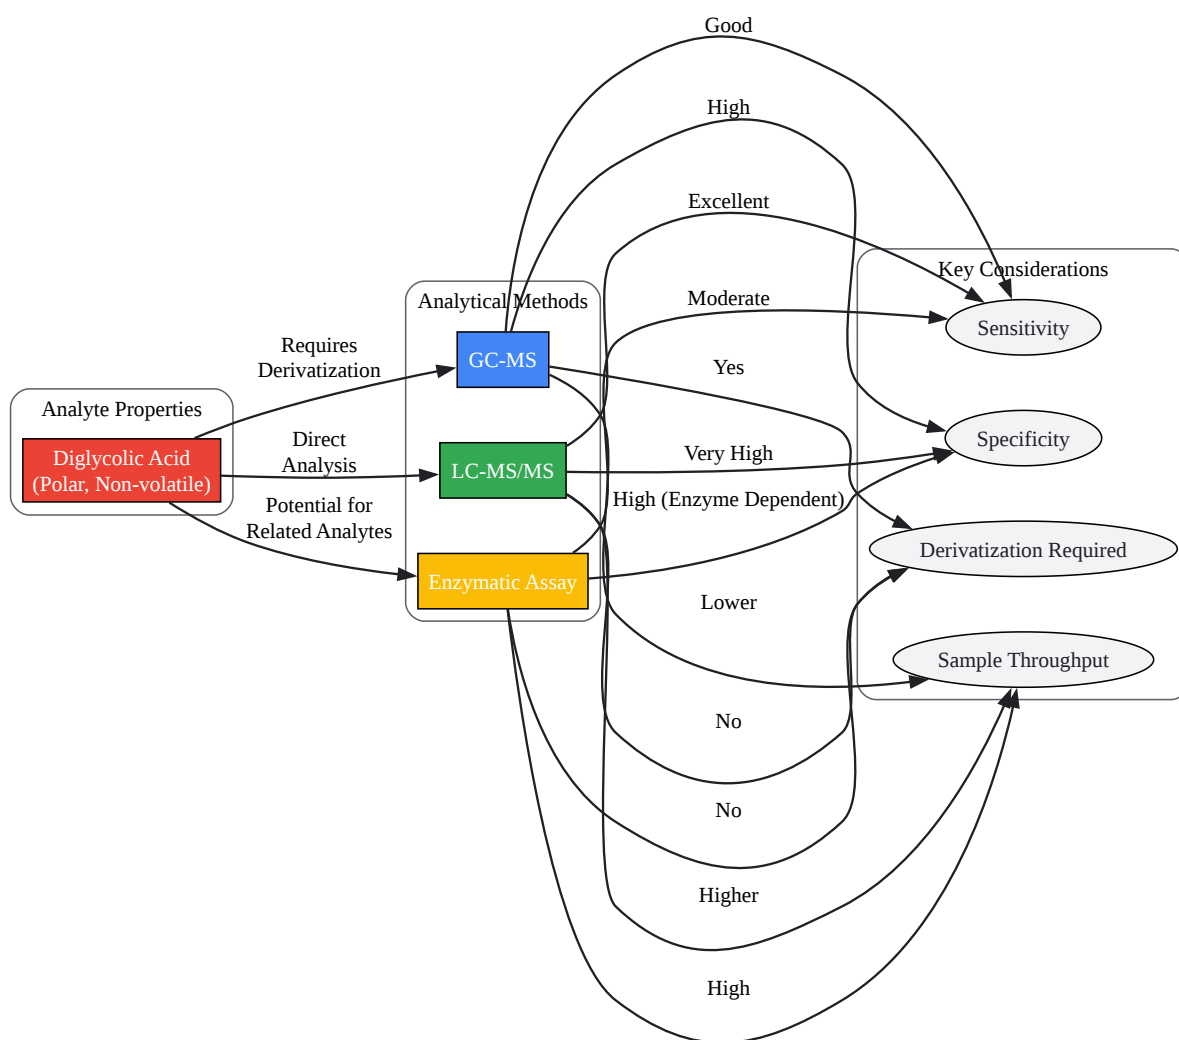 Good
High
Excellent
Key Considerations
Analytical Methods
Moderate
Sensitivity
Requires
Derivatization
GC-MS
Yes
Analyte Properties
Diglycolic Acid
(Polar, Non-volatile)
Direct
Analysis
LC-MS/MS
Very High
Specificity
Potential for
Related Analytes
High (Enzyme Dependent)
Enzymatic Assay
Derivatization Required
Lower
Sample Throughput
No
No
Higher
High